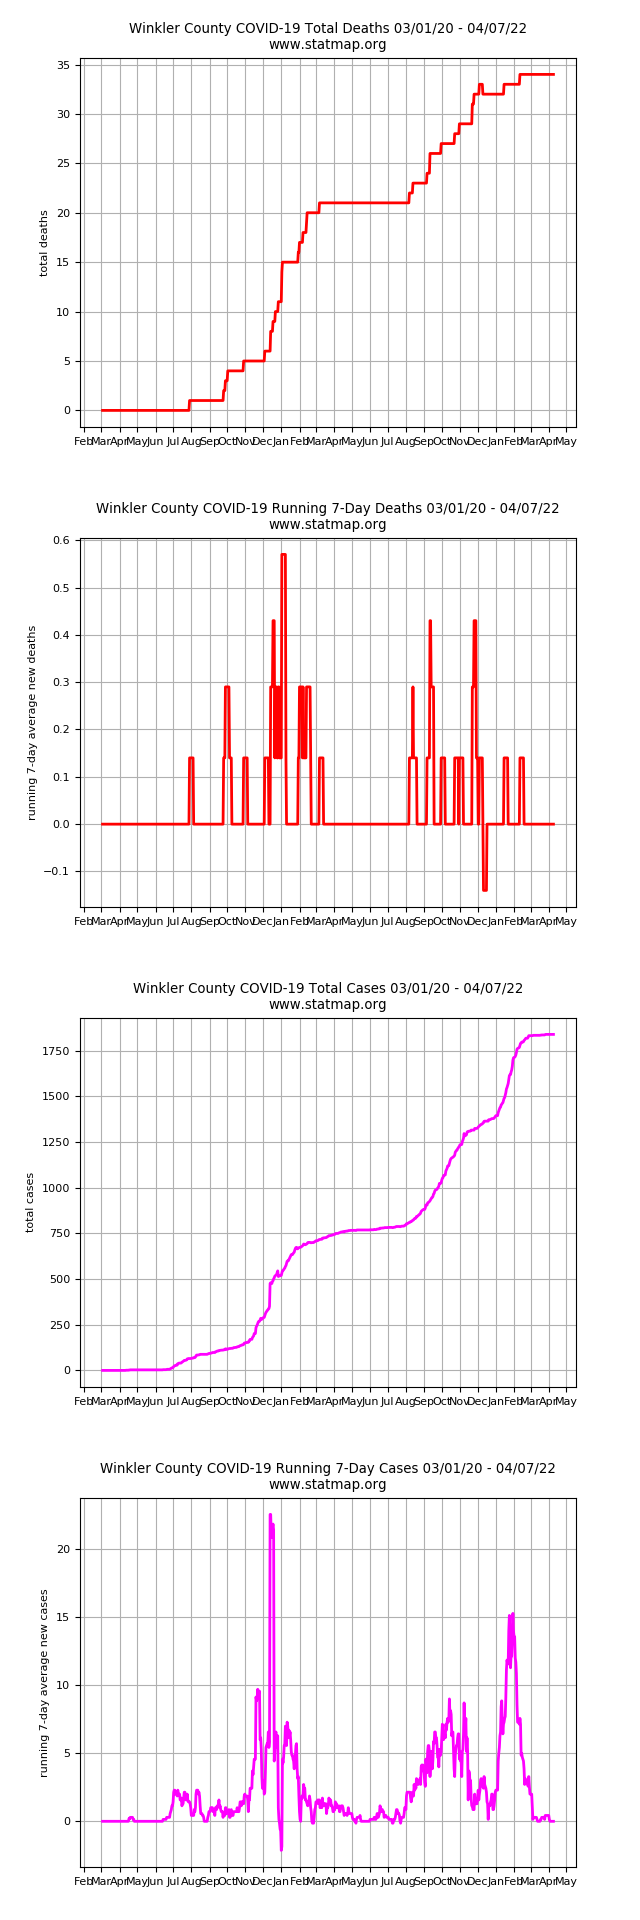 Winkler County COVID-19 Total Deaths 03/01/20 - 04/07/22
www.statmap.org
35
30
25
20
15
10
5
0
total deaths
Feb Mar Apr May Jun Jul Aug Sep Oct Nov Dec Jan Feb Mar Apr May Jun Jul Aug Sep Oct Nov Dec Jan Feb Mar Apr May
Winkler County COVID-19 Running 7-Day Deaths 03/01/20 - 04/07/22
www.statmap.org
0.6
0.5
0.4
0.3
0.2
0.1
0.0
−0.1
running 7-day average new deaths
Feb Mar Apr May Jun Jul Aug Sep Oct Nov Dec Jan Feb Mar Apr May Jun Jul Aug Sep Oct Nov Dec Jan Feb Mar Apr May
Winkler County COVID-19 Total Cases 03/01/20 - 04/07/22
www.statmap.org
1750
1500
1250
1000
750
500
250
0
total cases
Feb Mar Apr May Jun Jul Aug Sep Oct Nov Dec Jan Feb Mar Apr May Jun Jul Aug Sep Oct Nov Dec Jan Feb Mar Apr May
Winkler County COVID-19 Running 7-Day Cases 03/01/20 - 04/07/22
www.statmap.org
20
15
10
5
0
running 7-day average new cases
Feb Mar Apr May Jun Jul Aug Sep Oct Nov Dec Jan Feb Mar Apr May Jun Jul Aug Sep Oct Nov Dec Jan Feb Mar Apr May